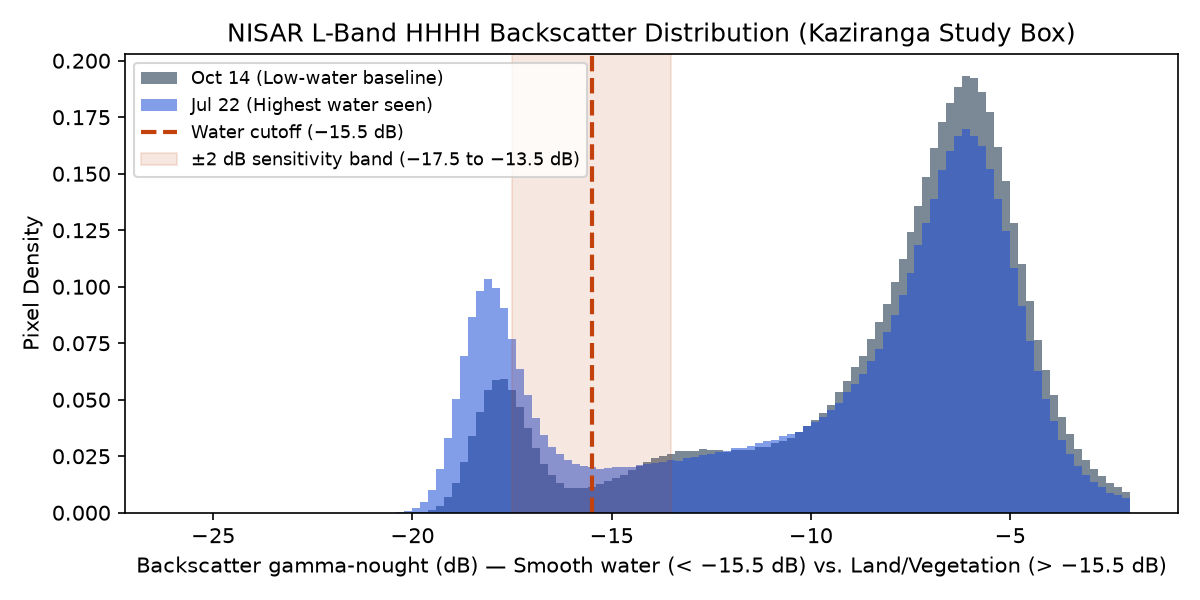 NISAR L-Band HHHH Backscatter Distribution (Kaziranga Study Box)
Oct 14 (Low-water baseline)
Jul 22 (Highest water seen)
Water cutoff (−15.5 dB)
±2 dB sensitivity band (−17.5 to −13.5 dB)
Pixel Density
0.200
0.175
0.150
0.125
0.100
0.075
0.050
0.025
0.000
−25 −20 −15 −10 −5
Backscatter gamma-nought (dB) — Smooth water (< −15.5 dB) vs. Land/Vegetation (> −15.5 dB)